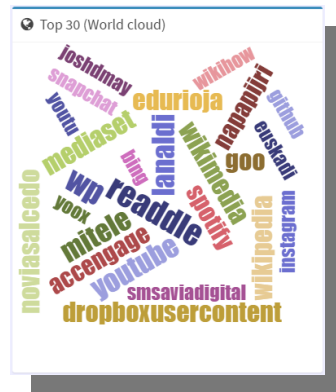 Top 30 (World cloud)
joshdmay
snapchat
wikihow
youtu
edurioja
napapijri
github
mediaset
lanaldi
wikimedia
euskadi
bnq
goo
wp
readdle
spotify
yoox
noviasalcedo
mitele
instagram
wikipedia
accengage
youtube
smsaviadigital
dropboxusercontent